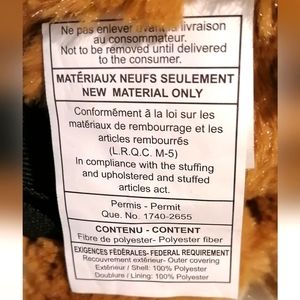 Ne pas enlever avant la livraison
au consommateur.
Not to be removed until delivered
to the consumer.
MATÉRIAUX NEUFS SEULEMENT
NEW MATERIAL ONLY
Conformément à la loi sur les
matériaux de rembourrage et les
articles rembourrés
(L.R.Q.C. M-5)
In compliance with the stuffing
and upholstered and stuffed
articles act.
Permis - Permit
Que. No. 1740-2655
CONTENU - CONTENT
Fibre de polyester- Polyester fiber
EXIGENCES FÉDÉRALES- FEDERAL REQUIREMENT
Recouvrement extérieur- Outer covering
Extérieur / Shell: 100% Polyester
Doublure / Lining: 100% Polyester